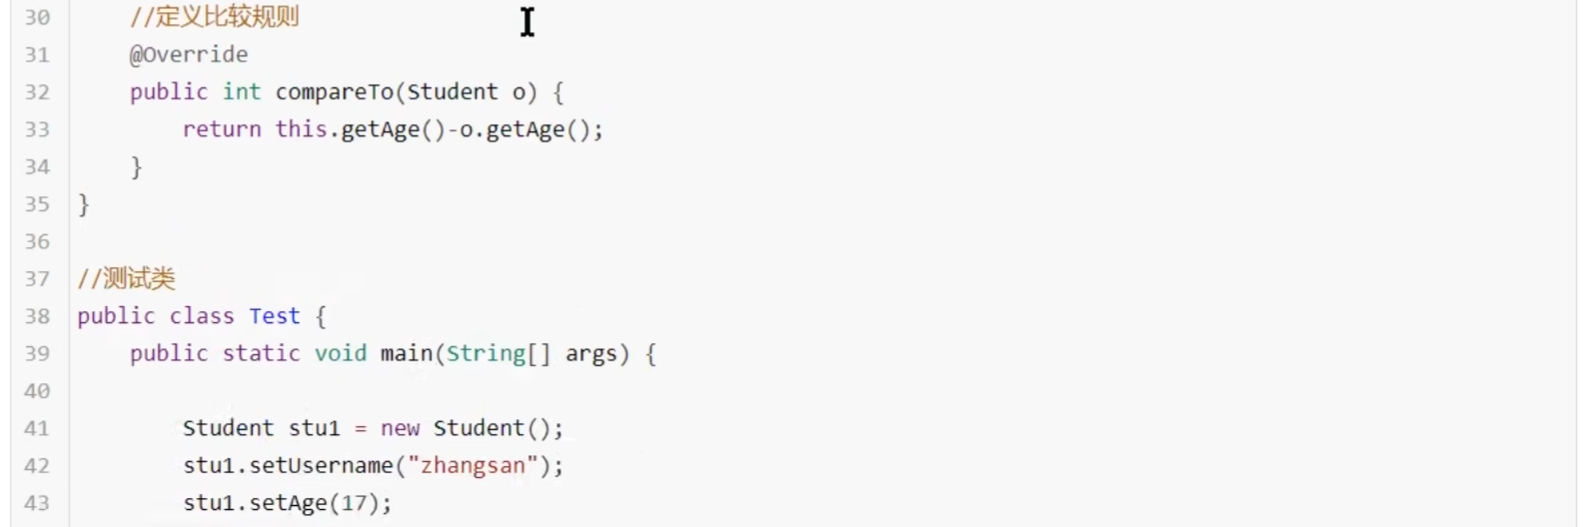 30 //定义比较规则
31 @Override
32 public int compareTo(Student o) {
33 return this.getAge()-o.getAge();
34 }
35 }
36
37 //测试类
38 public class Test {
39 public static void main(String[] args) {
40
41 Student stu1 = new Student();
42 stu1.setUsername("zhangsan");
43 stu1.setAge(17);